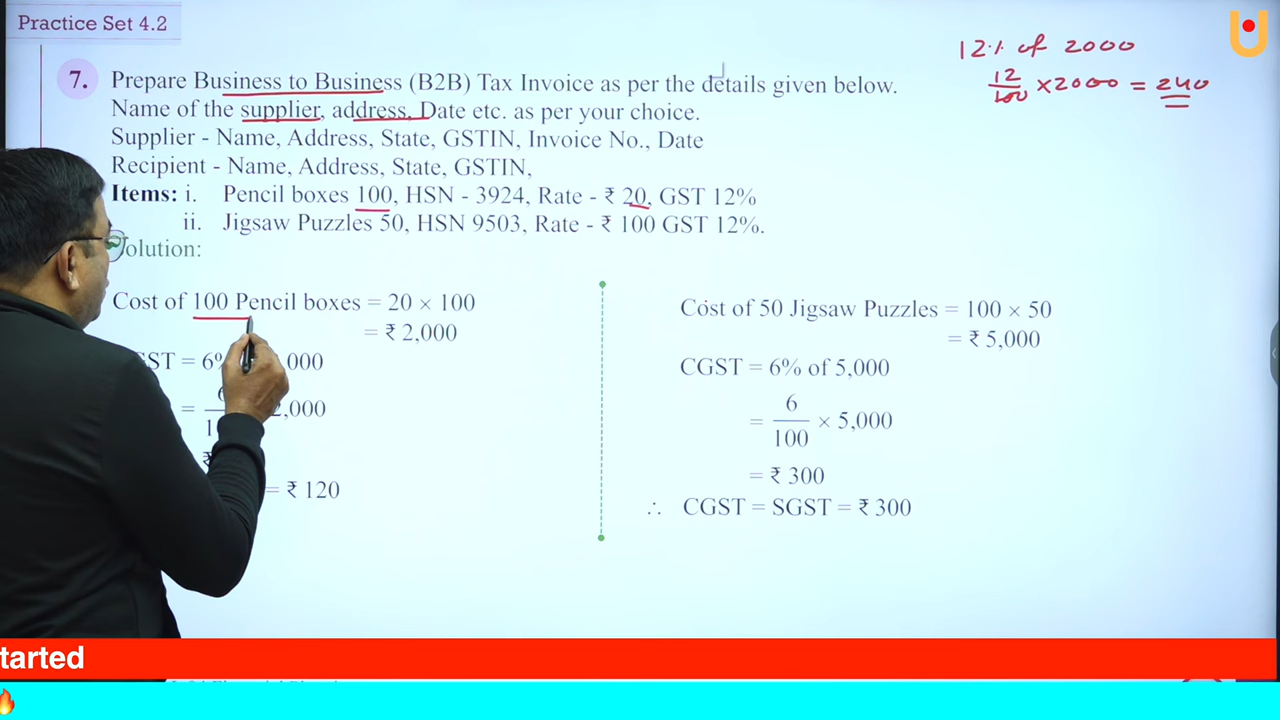 Practice Set 4.2
12% of 2000
12/100 × 2000 = 240
7. Prepare Business to Business (B2B) Tax Invoice as per the details given below.
Name of the supplier, address, Date etc. as per your choice.
Supplier - Name, Address, State, GSTIN, Invoice No., Date
Recipient - Name, Address, State, GSTIN,
Items: i. Pencil boxes 100, HSN - 3924, Rate - ₹ 20, GST 12%
ii. Jigsaw Puzzles 50, HSN 9503, Rate - ₹ 100 GST 12%.
olution:
Cost of 100 Pencil boxes = 20 × 100
= ₹ 2,000
GST = 6% ,000
= ,000
= ₹ 120
Cost of 50 Jigsaw Puzzles = 100 × 50
= ₹ 5,000
CGST = 6% of 5,000
= 6/100 × 5,000
= ₹ 300
∴ CGST = SGST = ₹ 300
tarted